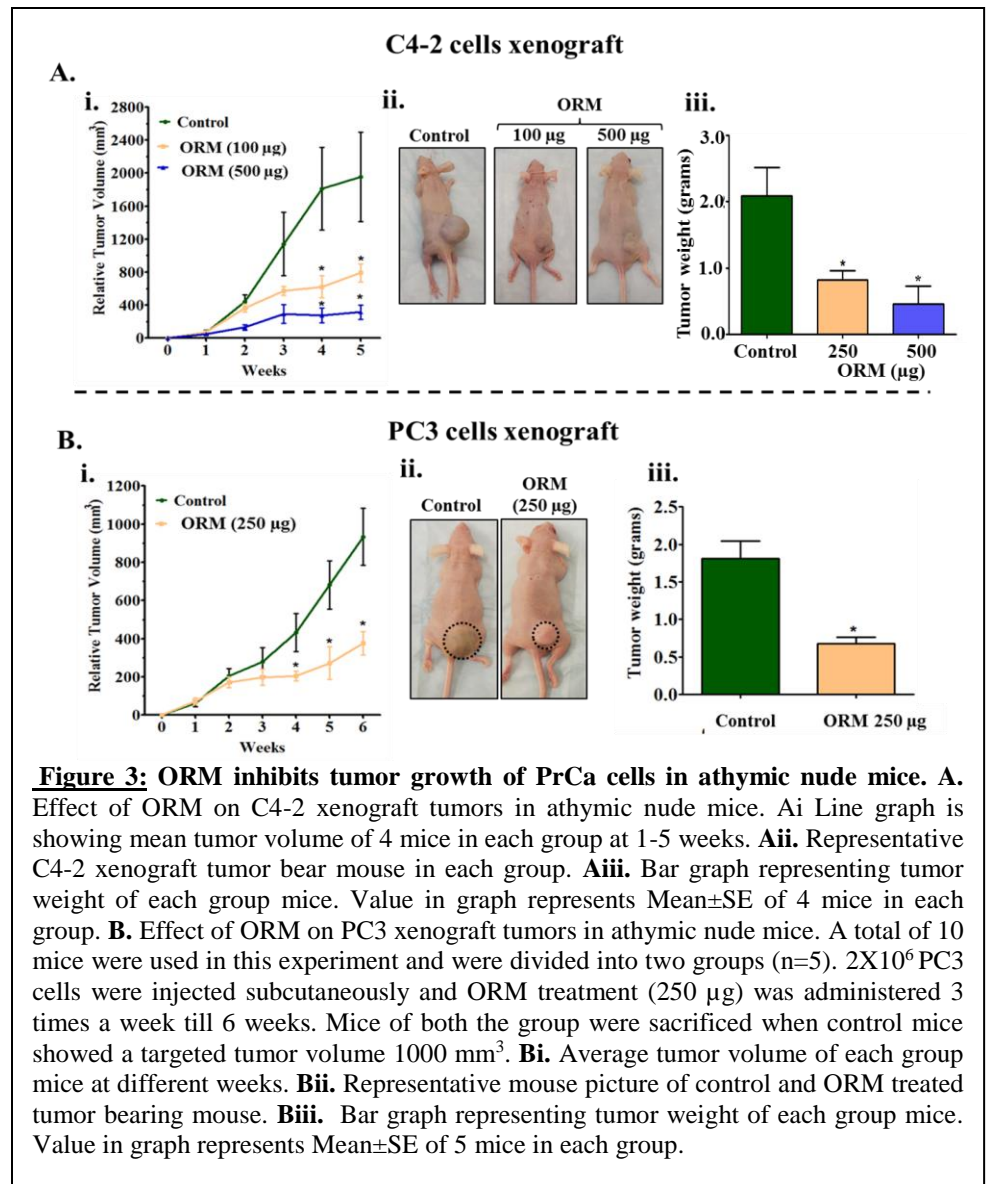 C4-2 cells xenograft
A.
i.
2800
2400
2000
1600
1200
800
400
0
Relative Tumor Volume (mm³)
Control
ORM (100 µg)
ORM (500 µg)
*
*
*
*
0 1 2 3 4 5
Weeks
ii.
ORM
Control 100 µg 500 µg
iii.
3.0
2.0
1.0
0.0
Tumor weight (grams)
*
*
Control 250 500
ORM (µg)
B.
PC3 cells xenograft
i.
1200
1000
800
600
400
200
0
Relative Tumor Volume (mm³)
Control
ORM (250 µg)
*
*
*
0 1 2 3 4 5 6
Weeks
ii.
ORM
Control (250 µg)
iii.
2.5
2.0
1.5
1.0
0.5
0.0
Tumor weight (grams)
*
Control ORM 250 µg
Figure 3: ORM inhibits tumor growth of PrCa cells in athymic nude mice. A.
Effect of ORM on C4-2 xenograft tumors in athymic nude mice. Ai Line graph is
showing mean tumor volume of 4 mice in each group at 1-5 weeks. Aii. Representative
C4-2 xenograft tumor bear mouse in each group. Aiii. Bar graph representing tumor
weight of each group mice. Value in graph represents Mean±SE of 4 mice in each
group. B. Effect of ORM on PC3 xenograft tumors in athymic nude mice. A total of 10
mice were used in this experiment and were divided into two groups (n=5). 2X10⁶ PC3
cells were injected subcutaneously and ORM treatment (250 µg) was administered 3
times a week till 6 weeks. Mice of both the group were sacrificed when control mice
showed a targeted tumor volume 1000 mm³. Bi. Average tumor volume of each group
mice at different weeks. Bii. Representative mouse picture of control and ORM treated
tumor bearing mouse. Biii. Bar graph representing tumor weight of each group mice.
Value in graph represents Mean±SE of 5 mice in each group.